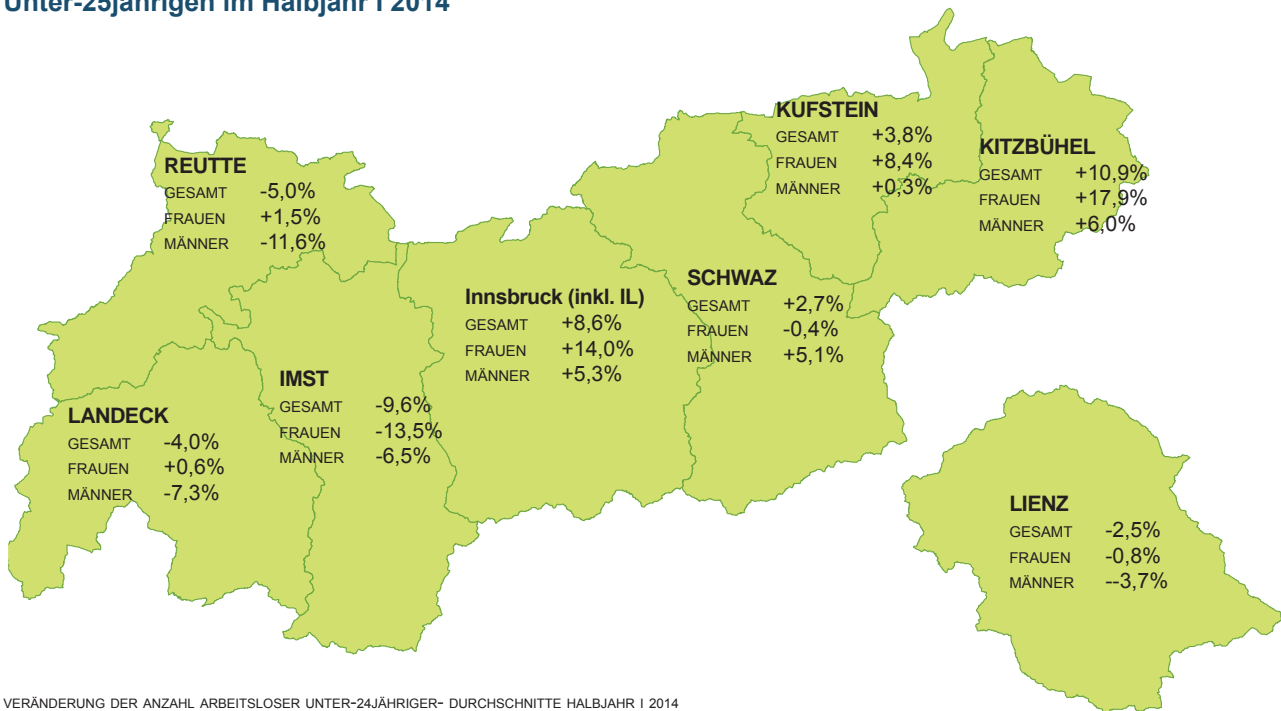 Unter-25jährigen im Halbjahr I 2014
KUFSTEIN
GESAMT +3,8%
FRAUEN +8,4%
MÄNNER +0,3%
KITZBÜHEL
GESAMT +10,9%
FRAUEN +17,9%
MÄNNER +6,0%
REUTTE
GESAMT -5,0%
FRAUEN +1,5%
MÄNNER -11,6%
SCHWAZ
GESAMT +2,7%
FRAUEN -0,4%
MÄNNER +5,1%
Innsbruck (inkl. IL)
GESAMT +8,6%
FRAUEN +14,0%
MÄNNER +5,3%
IMST
GESAMT -9,6%
FRAUEN -13,5%
MÄNNER -6,5%
LANDECK
GESAMT -4,0%
FRAUEN +0,6%
MÄNNER -7,3%
LIENZ
GESAMT -2,5%
FRAUEN -0,8%
MÄNNER --3,7%
VERÄNDERUNG DER ANZAHL ARBEITSLOSER UNTER-24JÄHRIGER- DURCHSCHNITTE HALBJAHR I 2014